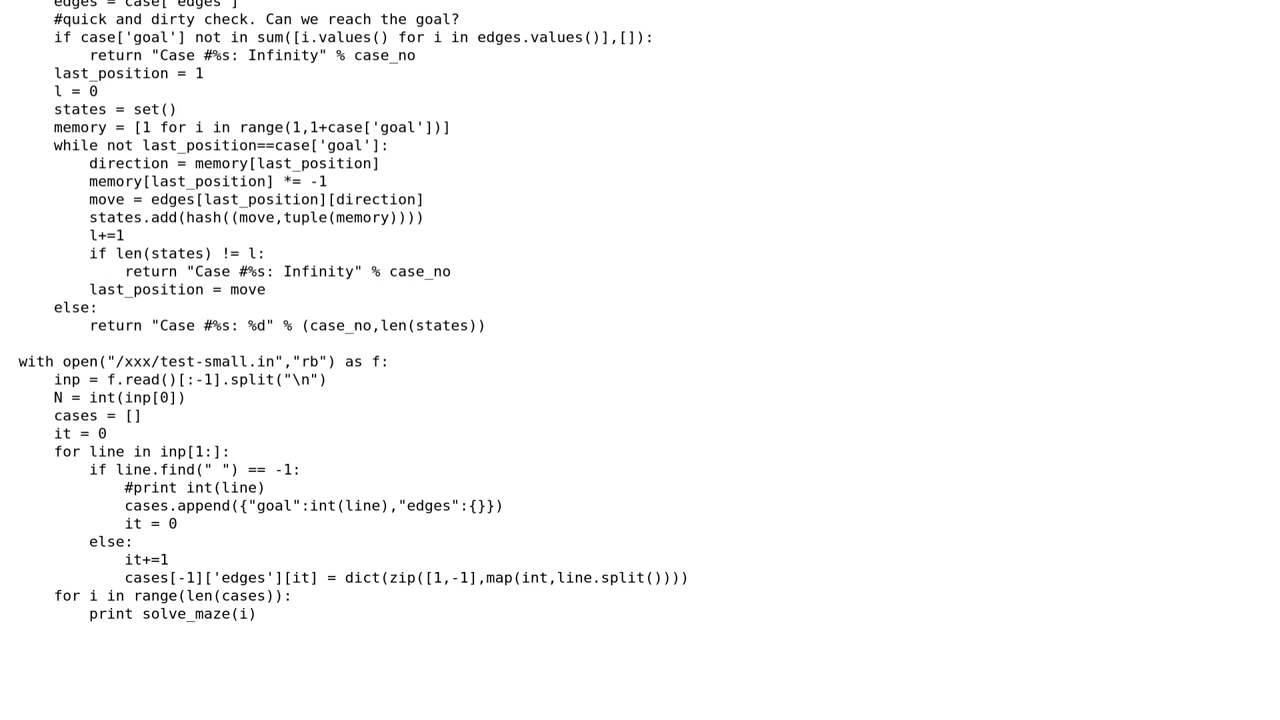 edges = case['edges']
#quick and dirty check. Can we reach the goal?
if case['goal'] not in sum([i.values() for i in edges.values()],[]):
return "Case #%s: Infinity" % case_no
last_position = 1
l = 0
states = set()
memory = [1 for i in range(1,1+case['goal'])]
while not last_position==case['goal']:
direction = memory[last_position]
memory[last_position] *= -1
move = edges[last_position][direction]
states.add(hash((move,tuple(memory))))
l+=1
if len(states) != l:
return "Case #%s: Infinity" % case_no
last_position = move
else:
return "Case #%s: %d" % (case_no,len(states))
with open("/xxx/test-small.in","rb") as f:
inp = f.read()[:-1].split("\n")
N = int(inp[0])
cases = []
it = 0
for line in inp[1:]:
if line.find(" ") == -1:
#print int(line)
cases.append({"goal":int(line),"edges":{}})
it = 0
else:
it+=1
cases[-1]['edges'][it] = dict(zip([1,-1],map(int,line.split())))
for i in range(len(cases)):
print solve_maze(i)